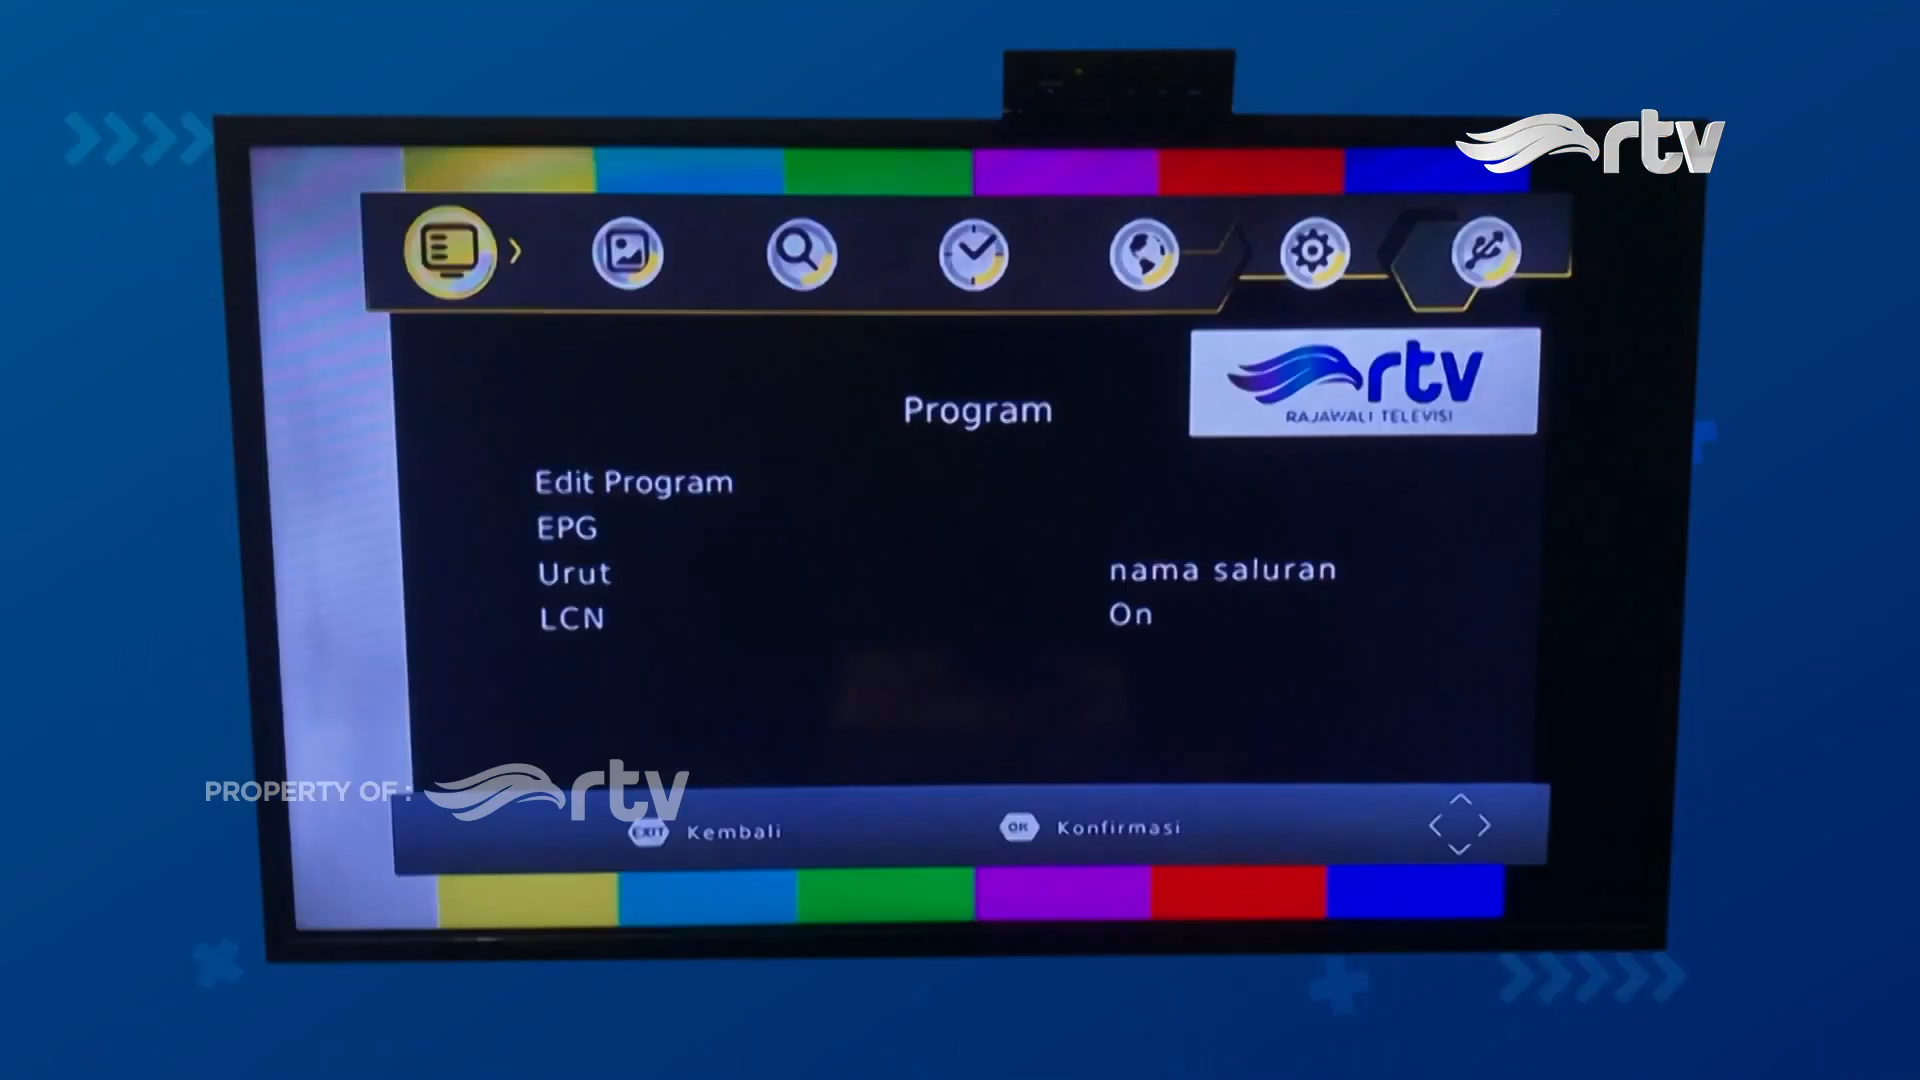 rtv
rtv
RAJAWALI TELEVISI
Program
Edit Program
EPG
Urut nama saluran
LCN On
PROPERTY OF : rtv
EXIT Kembali OK Konfirmasi